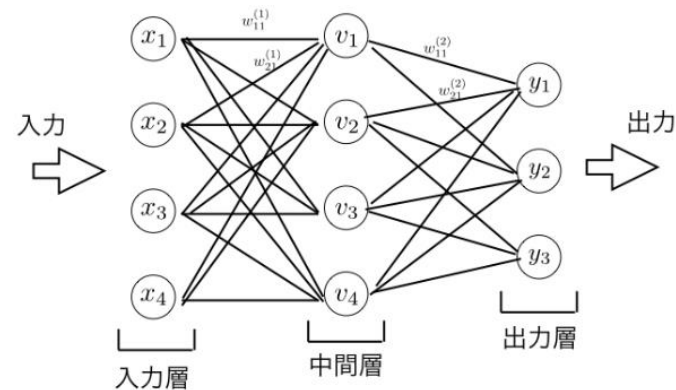 入力
x₁
x₂
x₃
x₄
入力層
w₁₁⁽¹⁾
w₂₁⁽¹⁾
v₁
v₂
v₃
v₄
中間層
w₁₁⁽²⁾
w₂₁⁽²⁾
y₁
y₂
y₃
出力層
出力